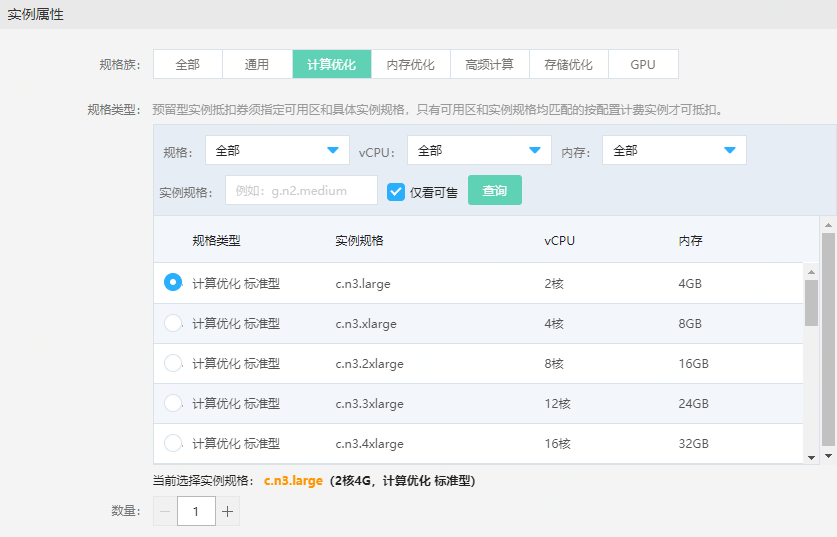 实例属性
规格族： 全部 通用 计算优化 内存优化 高频计算 存储优化 GPU
规格类型： 预留型实例抵扣券须指定可用区和具体实例规格，只有可用区和实例规格均匹配的按配置计费实例才可抵扣。
规格： 全部 vCPU： 全部 内存： 全部
实例规格： 例如：g.n2.medium 仅看可售 查询
规格类型 实例规格 vCPU 内存
计算优化 标准型 c.n3.large 2核 4GB
计算优化 标准型 c.n3.xlarge 4核 8GB
计算优化 标准型 c.n3.2xlarge 8核 16GB
计算优化 标准型 c.n3.3xlarge 12核 24GB
计算优化 标准型 c.n3.4xlarge 16核 32GB
当前选择实例规格： c.n3.large（2核4G，计算优化 标准型）
数量： － 1 ＋